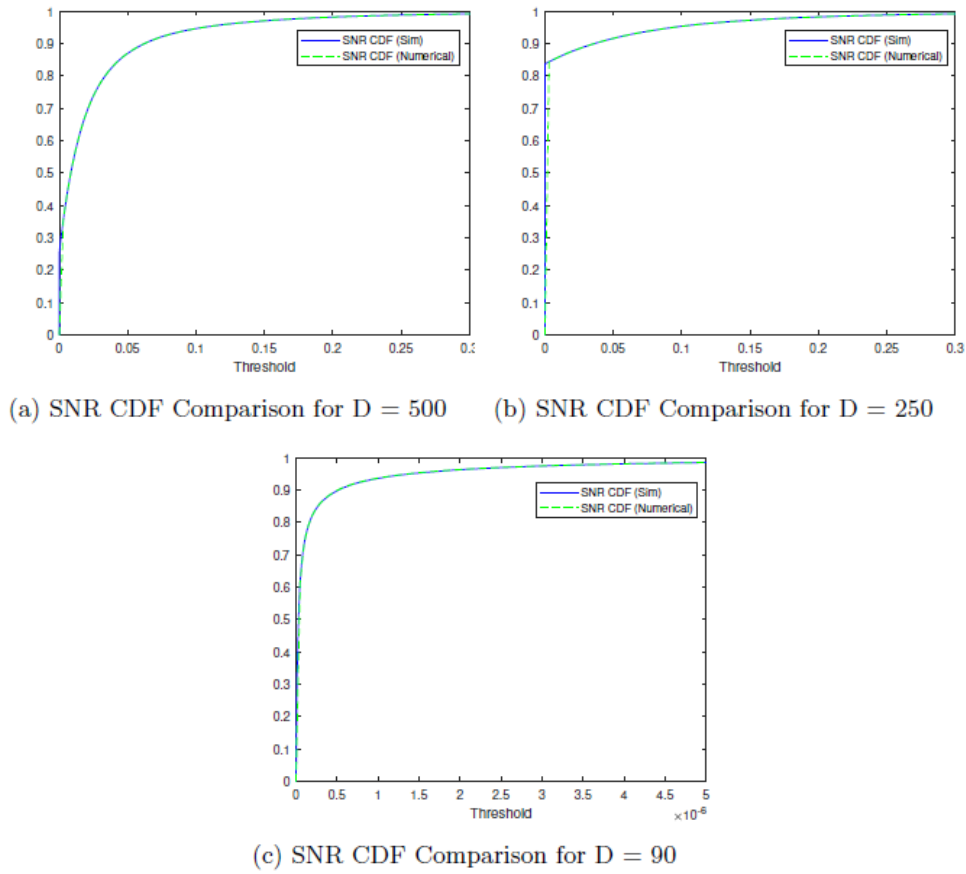 1
0.9
0.8
0.7
0.6
0.5
0.4
0.3
0.2
0.1
0
SNR CDF (Sim)
SNR CDF (Numerical)
0 0.05 0.1 0.15 0.2 0.25 0.3
Threshold
(a) SNR CDF Comparison for D = 500
1
0.9
0.8
0.7
0.6
0.5
0.4
0.3
0.2
0.1
0
SNR CDF (Sim)
SNR CDF (Numerical)
0 0.05 0.1 0.15 0.2 0.25 0.3
Threshold
(b) SNR CDF Comparison for D = 250
1
0.9
0.8
0.7
0.6
0.5
0.4
0.3
0.2
0.1
0
SNR CDF (Sim)
SNR CDF (Numerical)
0 0.5 1 1.5 2 2.5 3 3.5 4 4.5 5
Threshold
×10⁻⁶
(c) SNR CDF Comparison for D = 90